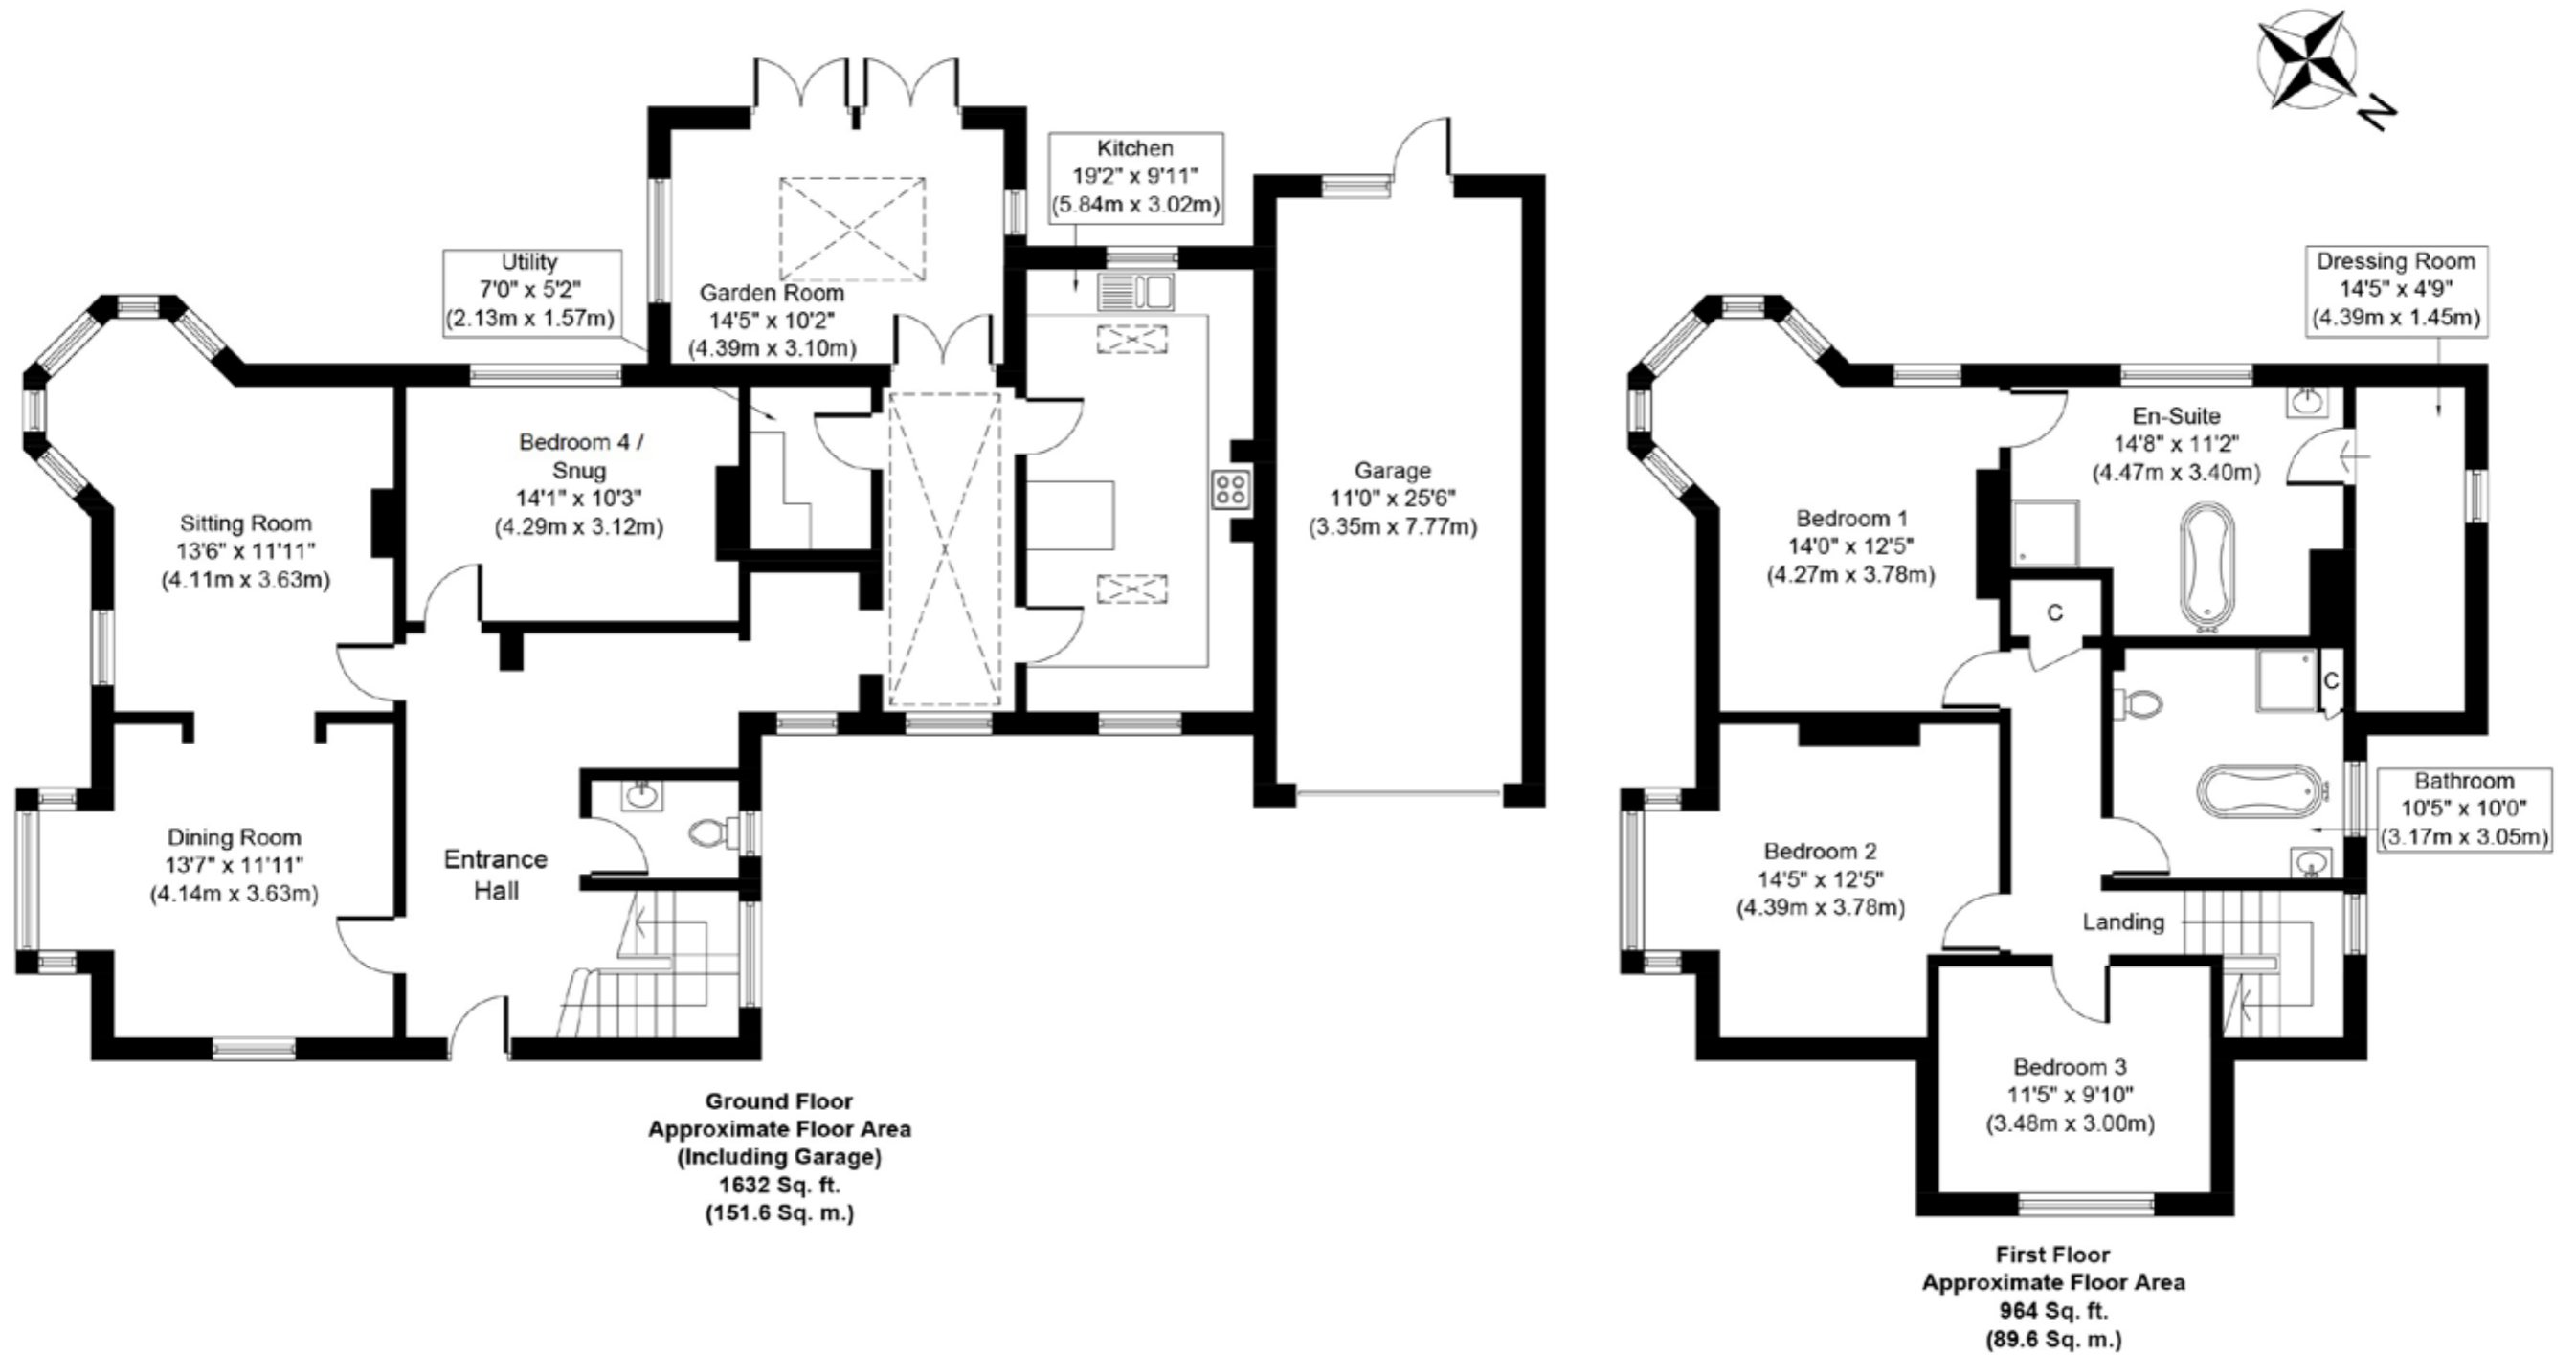 N
Kitchen
19'2" x 9'11"
(5.84m x 3.02m)
Utility
7'0" x 5'2"
(2.13m x 1.57m)
Garden Room
14'5" x 10'2"
(4.39m x 3.10m)
Bedroom 4 /
Snug
14'1" x 10'3"
(4.29m x 3.12m)
Sitting Room
13'6" x 11'11"
(4.11m x 3.63m)
Garage
11'0" x 25'6"
(3.35m x 7.77m)
Dining Room
13'7" x 11'11"
(4.14m x 3.63m)
Entrance
Hall
Ground Floor
Approximate Floor Area
(Including Garage)
1632 Sq. ft.
(151.6 Sq. m.)
Dressing Room
14'5" x 4'9"
(4.39m x 1.45m)
En-Suite
14'8" x 11'2"
(4.47m x 3.40m)
Bedroom 1
14'0" x 12'5"
(4.27m x 3.78m)
C
C
Bathroom
10'5" x 10'0"
(3.17m x 3.05m)
Bedroom 2
14'5" x 12'5"
(4.39m x 3.78m)
Landing
Bedroom 3
11'5" x 9'10"
(3.48m x 3.00m)
First Floor
Approximate Floor Area
964 Sq. ft.
(89.6 Sq. m.)